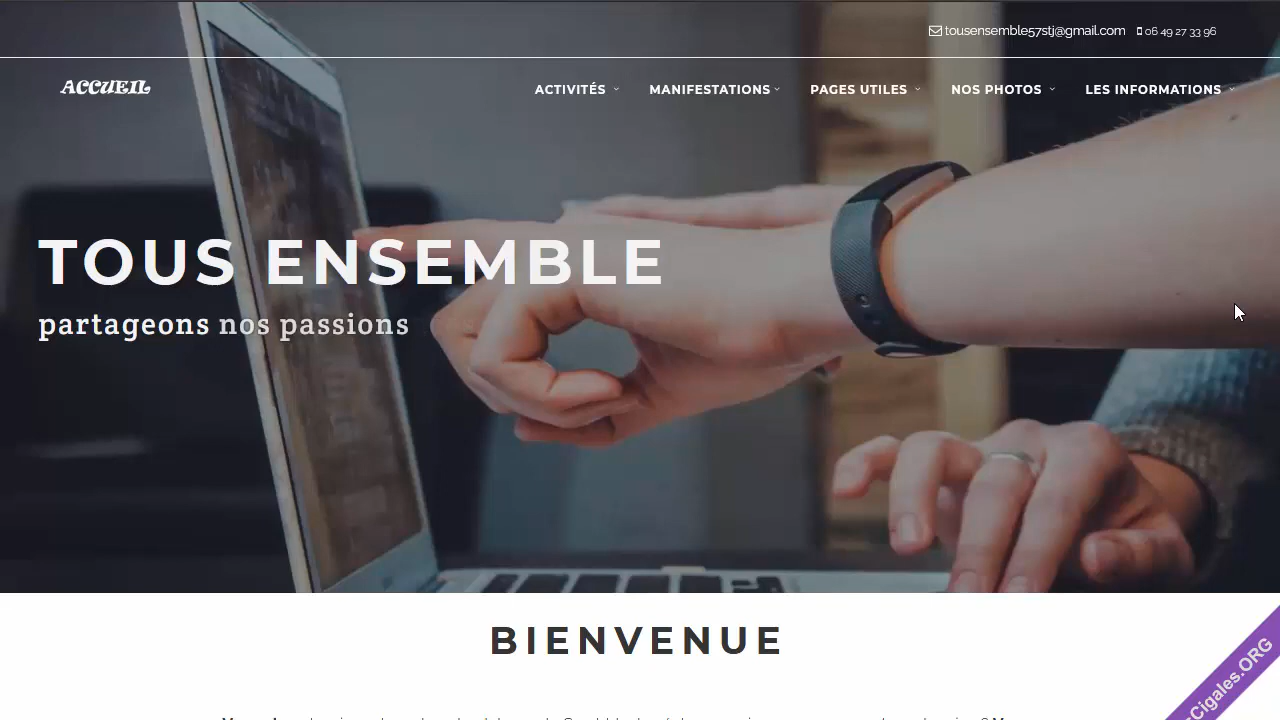 tousensemble57stj@gmail.com 06 49 27 33 96
ACCUEIL
ACTIVITÉS MANIFESTATIONS PAGES UTILES NOS PHOTOS LES INFORMATIONS
TOUS ENSEMBLE
partageons nos passions
BIENVENUE
Cigales.ORG